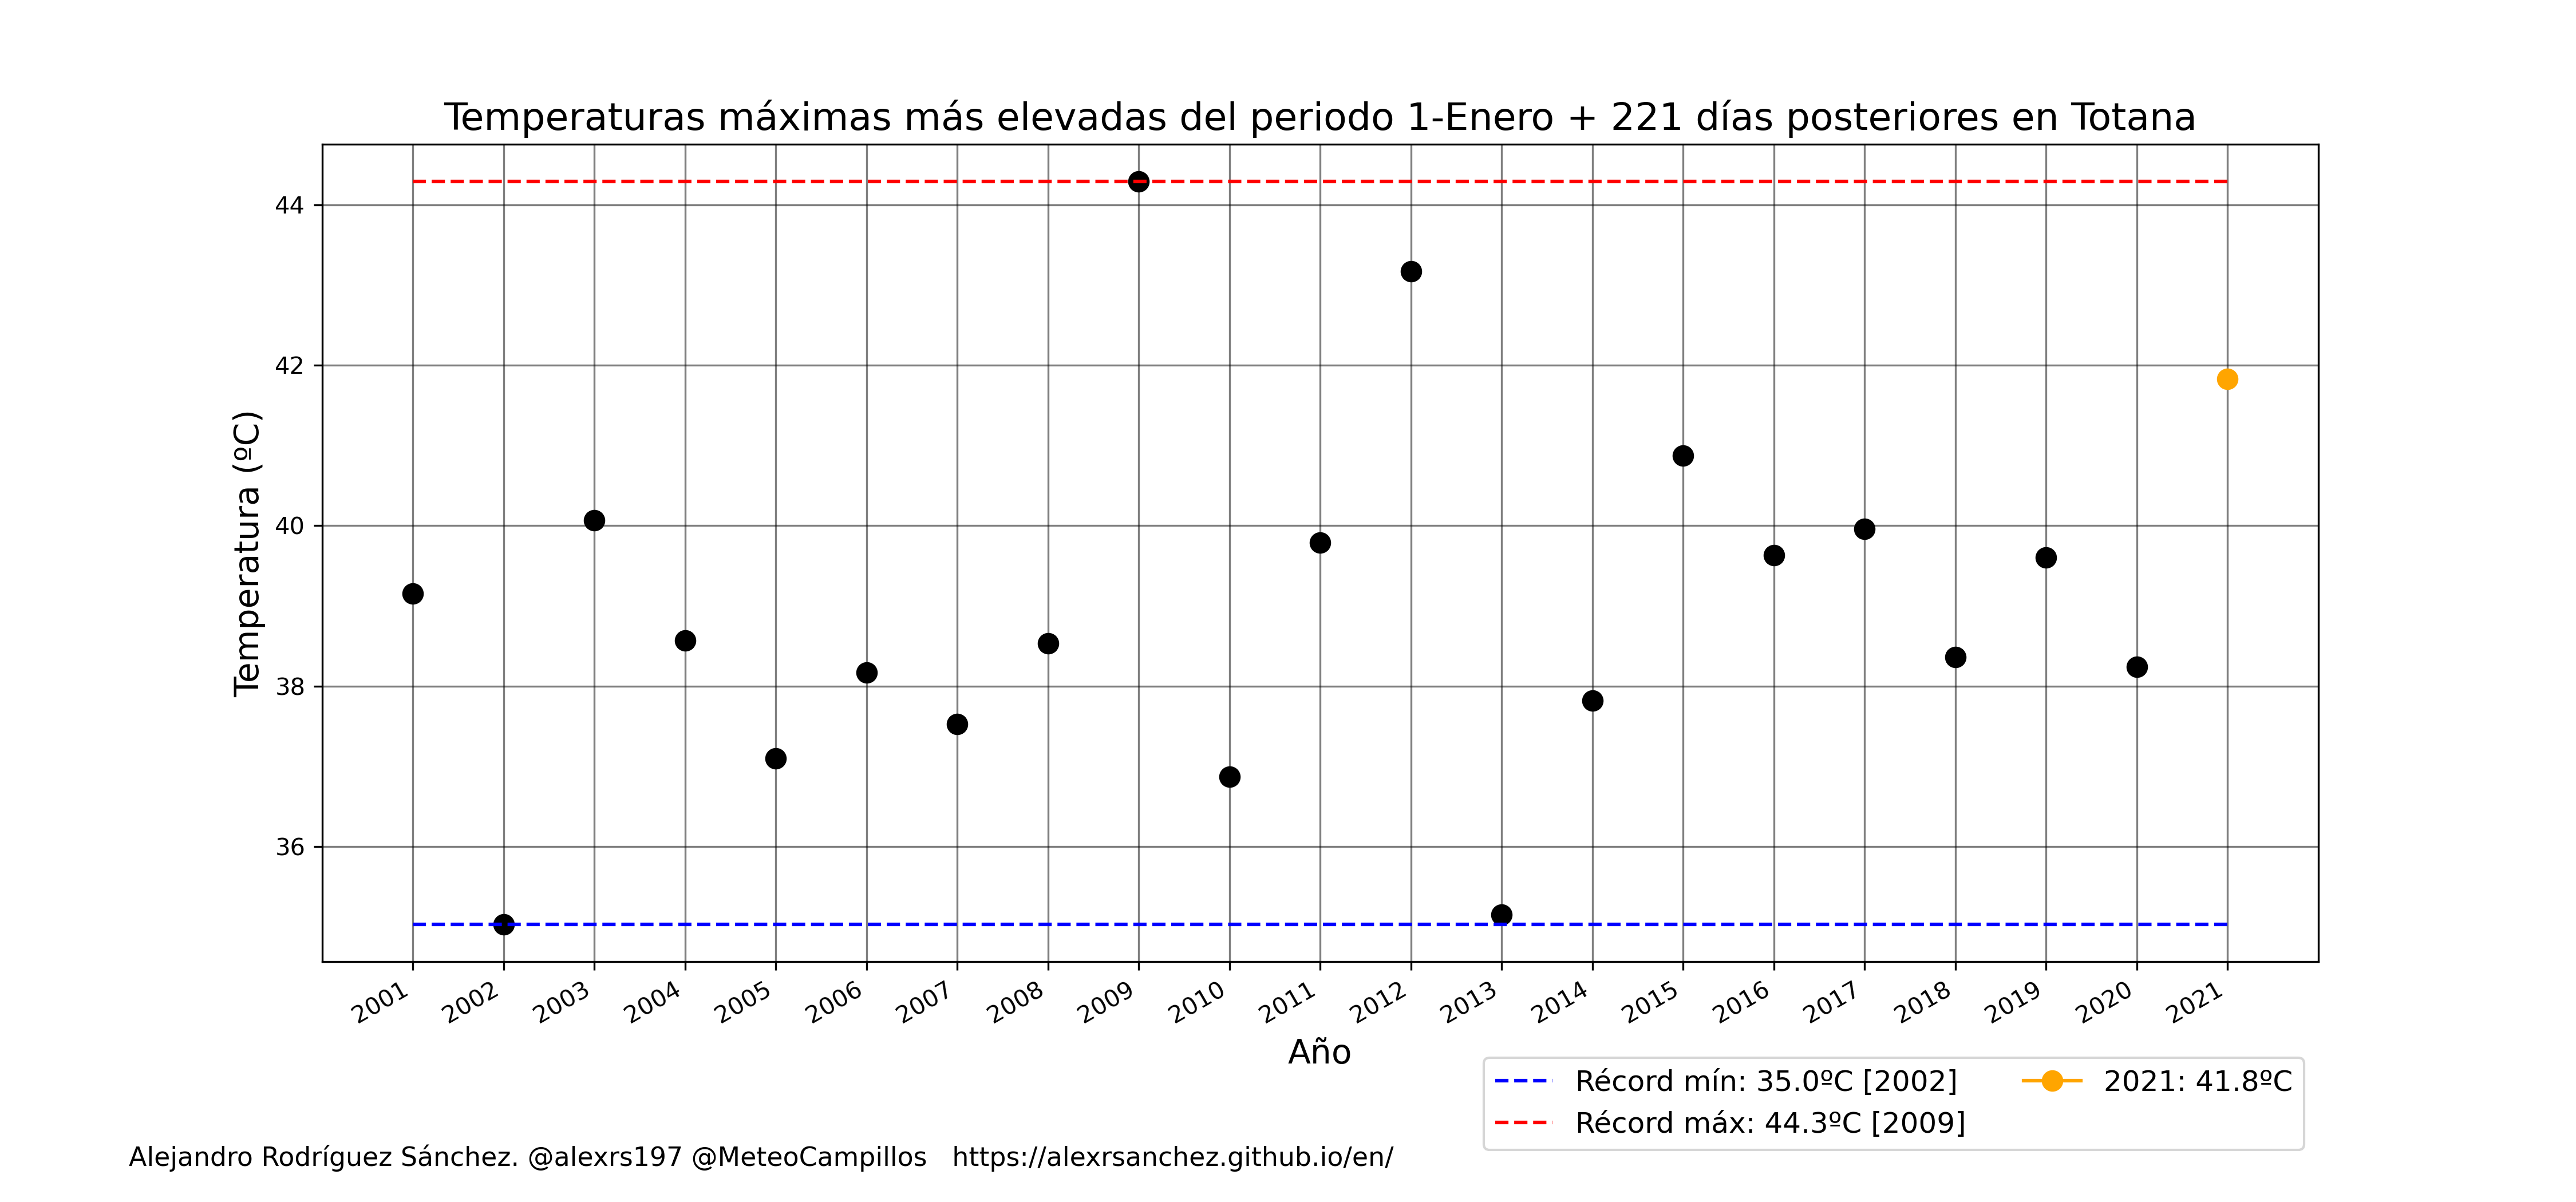 Temperaturas máximas más elevadas del periodo 1-Enero + 221 días posteriores en Totana
Temperatura (ºC)
44
42
40
38
36
2001 2002 2003 2004 2005 2006 2007 2008 2009 2010 2011 2012 2013 2014 2015 2016 2017 2018 2019 2020 2021
Año
Récord mín: 35.0ºC [2002]
Récord máx: 44.3ºC [2009]
2021: 41.8ºC
Alejandro Rodríguez Sánchez. @alexrs197 @MeteoCampillos https://alexrsanchez.github.io/en/